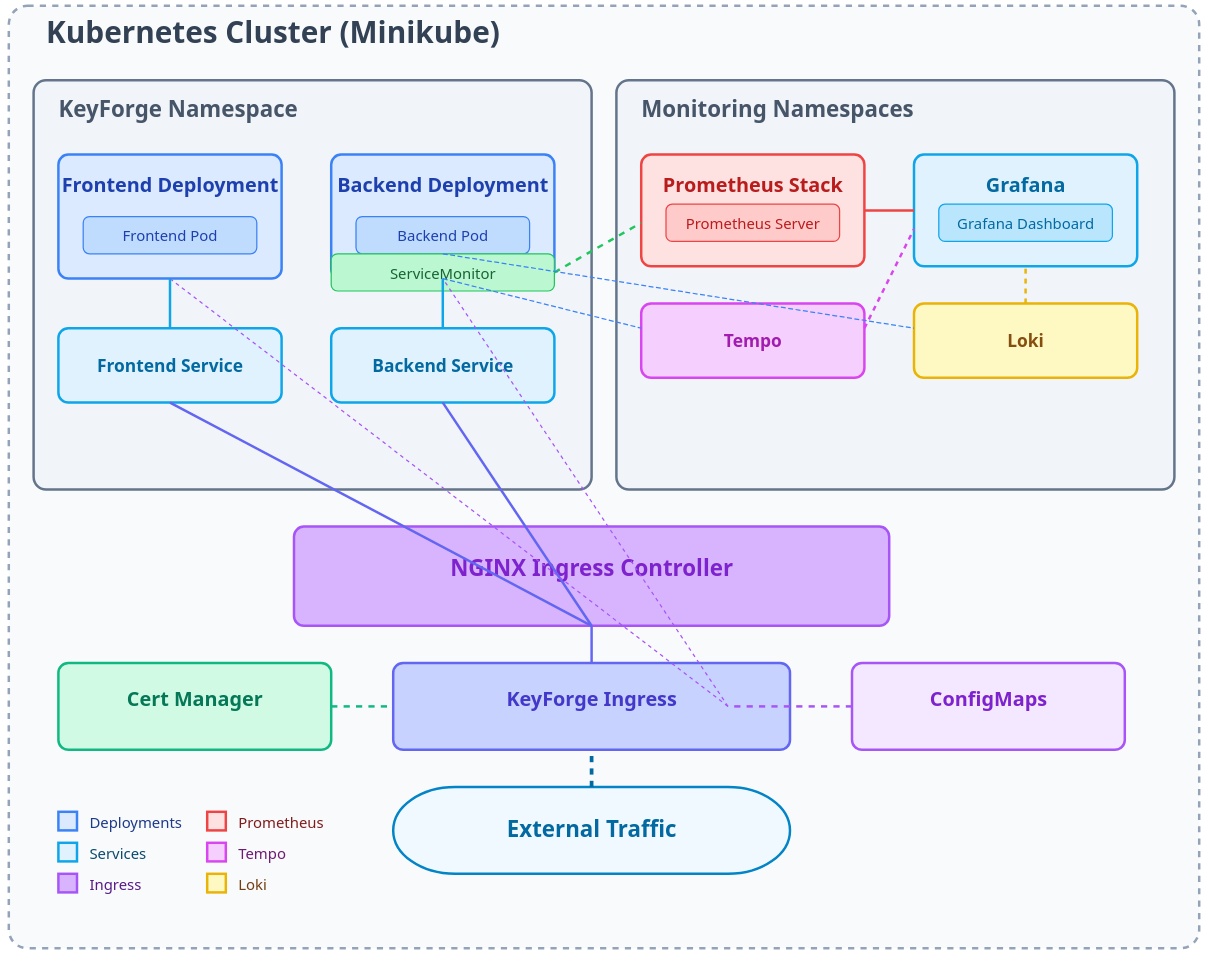 Kubernetes Cluster (Minikube)
KeyForge Namespace
Monitoring Namespaces
Frontend Deployment
Backend Deployment
Prometheus Stack
Grafana
Frontend Pod
Backend Pod
Prometheus Server
Grafana Dashboard
ServiceMonitor
Frontend Service
Backend Service
Tempo
Loki
NGINX Ingress Controller
Cert Manager
KeyForge Ingress
ConfigMaps
External Traffic
Deployments
Prometheus
Services
Tempo
Ingress
Loki